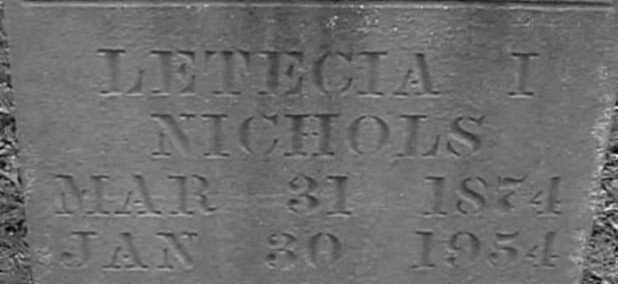 LETECIA I
NICHOLS
MAR 31 1874
JAN 30 1954